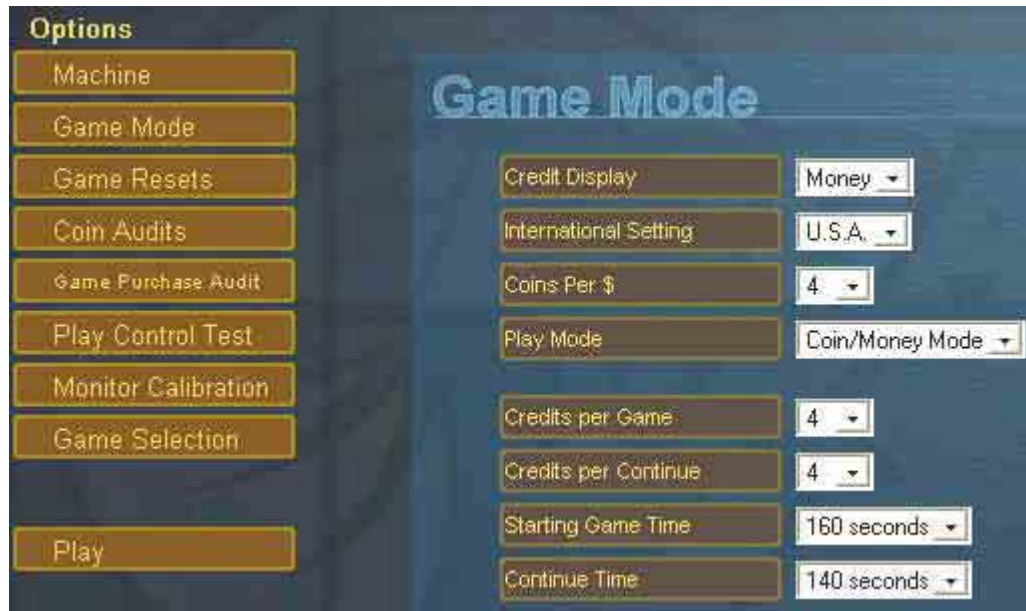 Options
Machine
Game Mode
Game Resets
Coin Audits
Game Purchase Audit
Play Control Test
Monitor Calibration
Game Selection
Play
Game Mode
Credit Display Money
International Setting U.S.A.
Coins Per $ 4
Play Mode Coin/Money Mode
Credits per Game 4
Credits per Continue 4
Starting Game Time 160 seconds
Continue Time 140 seconds